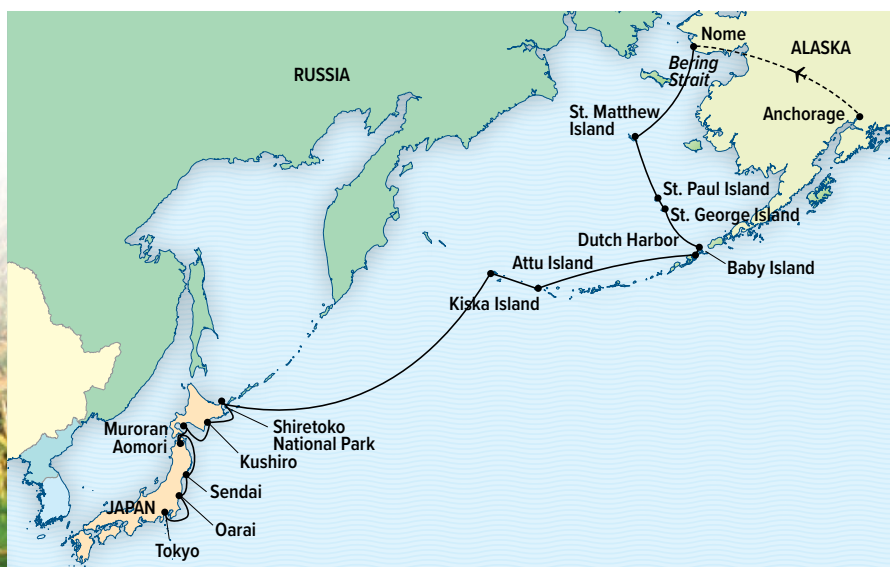 Nome
ALASKA
Bering
Strait
RUSSIA
St. Matthew
Island
Anchorage
St. Paul Island
St. George Island
Dutch Harbor
Baby Island
Attu Island
Kiska Island
Shiretoko
National Park
Muroran
Aomori
Kushiro
Sendai
JAPAN
Oarai
Tokyo